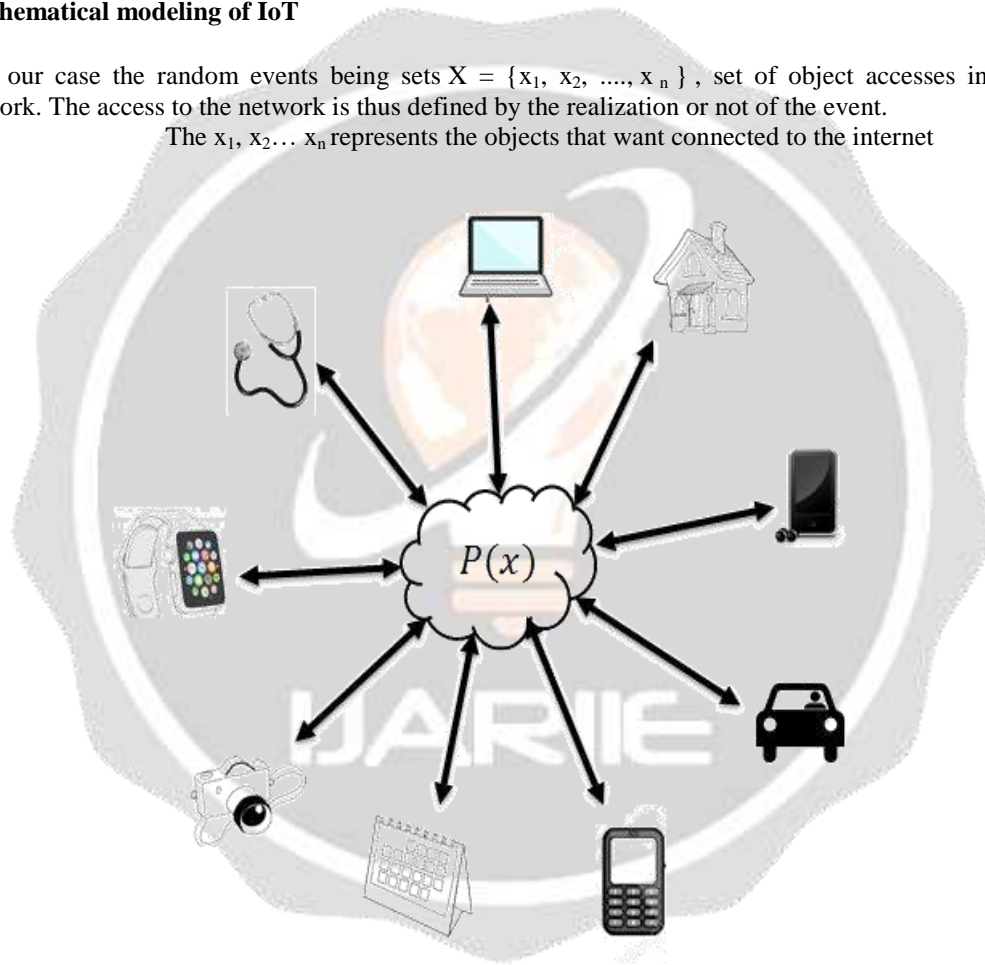 hematical modeling of IoT
our case the random events being sets X = {x₁, x₂, ...., x ₙ } , set of object accesses in
ork. The access to the network is thus defined by the realization or not of the event.
The x₁, x₂… xₙ represents the objects that want connected to the internet
P(x)
IJARIIE